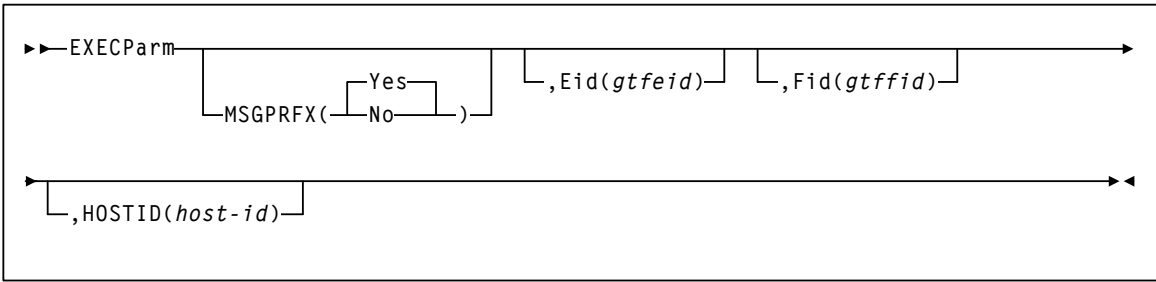 EXECParm
MSGPRFX(
Yes
No
)
,Eid(gtfeid)
,Fid(gtffid)
,HOSTID(host-id)